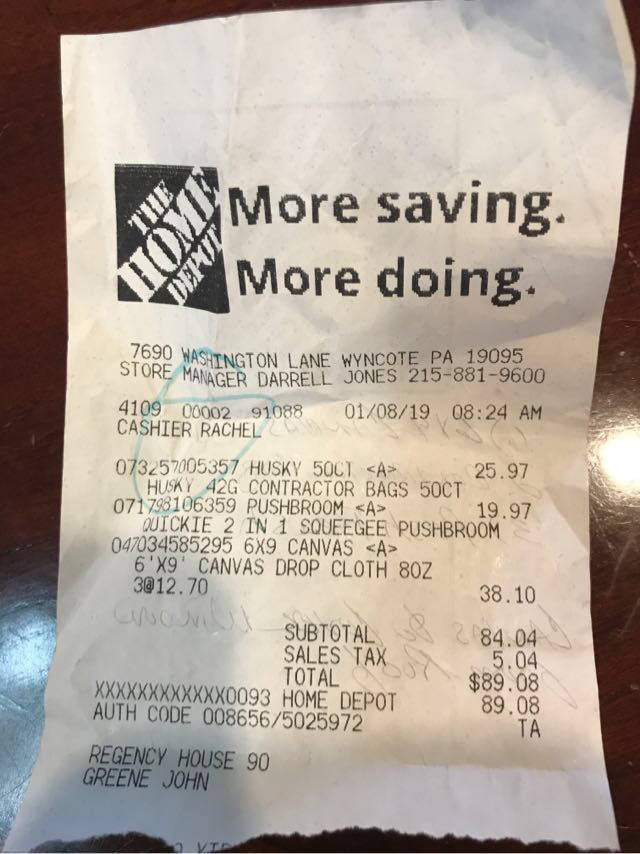 THE
HOME
DEPOT
More saving.
More doing.
7690 WASHINGTON LANE WYNCOTE PA 19095
STORE MANAGER DARRELL JONES 215-881-9600
4109 00002 91088 01/08/19 08:24 AM
CASHIER RACHEL
073257005357 HUSKY 50CT <A> 25.97
HUSKY 42G CONTRACTOR BAGS 50CT
071798106359 PUSHBROOM <A> 19.97
QUICKIE 2 IN 1 SQUEEGEE PUSHBROOM
047034585295 6X9 CANVAS <A>
6'X9' CANVAS DROP CLOTH 8OZ
3@12.70 38.10
SUBTOTAL 84.04
SALES TAX 5.04
TOTAL $89.08
XXXXXXXXXXXX0093 HOME DEPOT 89.08
AUTH CODE 008656/5025972 TA
REGENCY HOUSE 90
GREENE JOHN